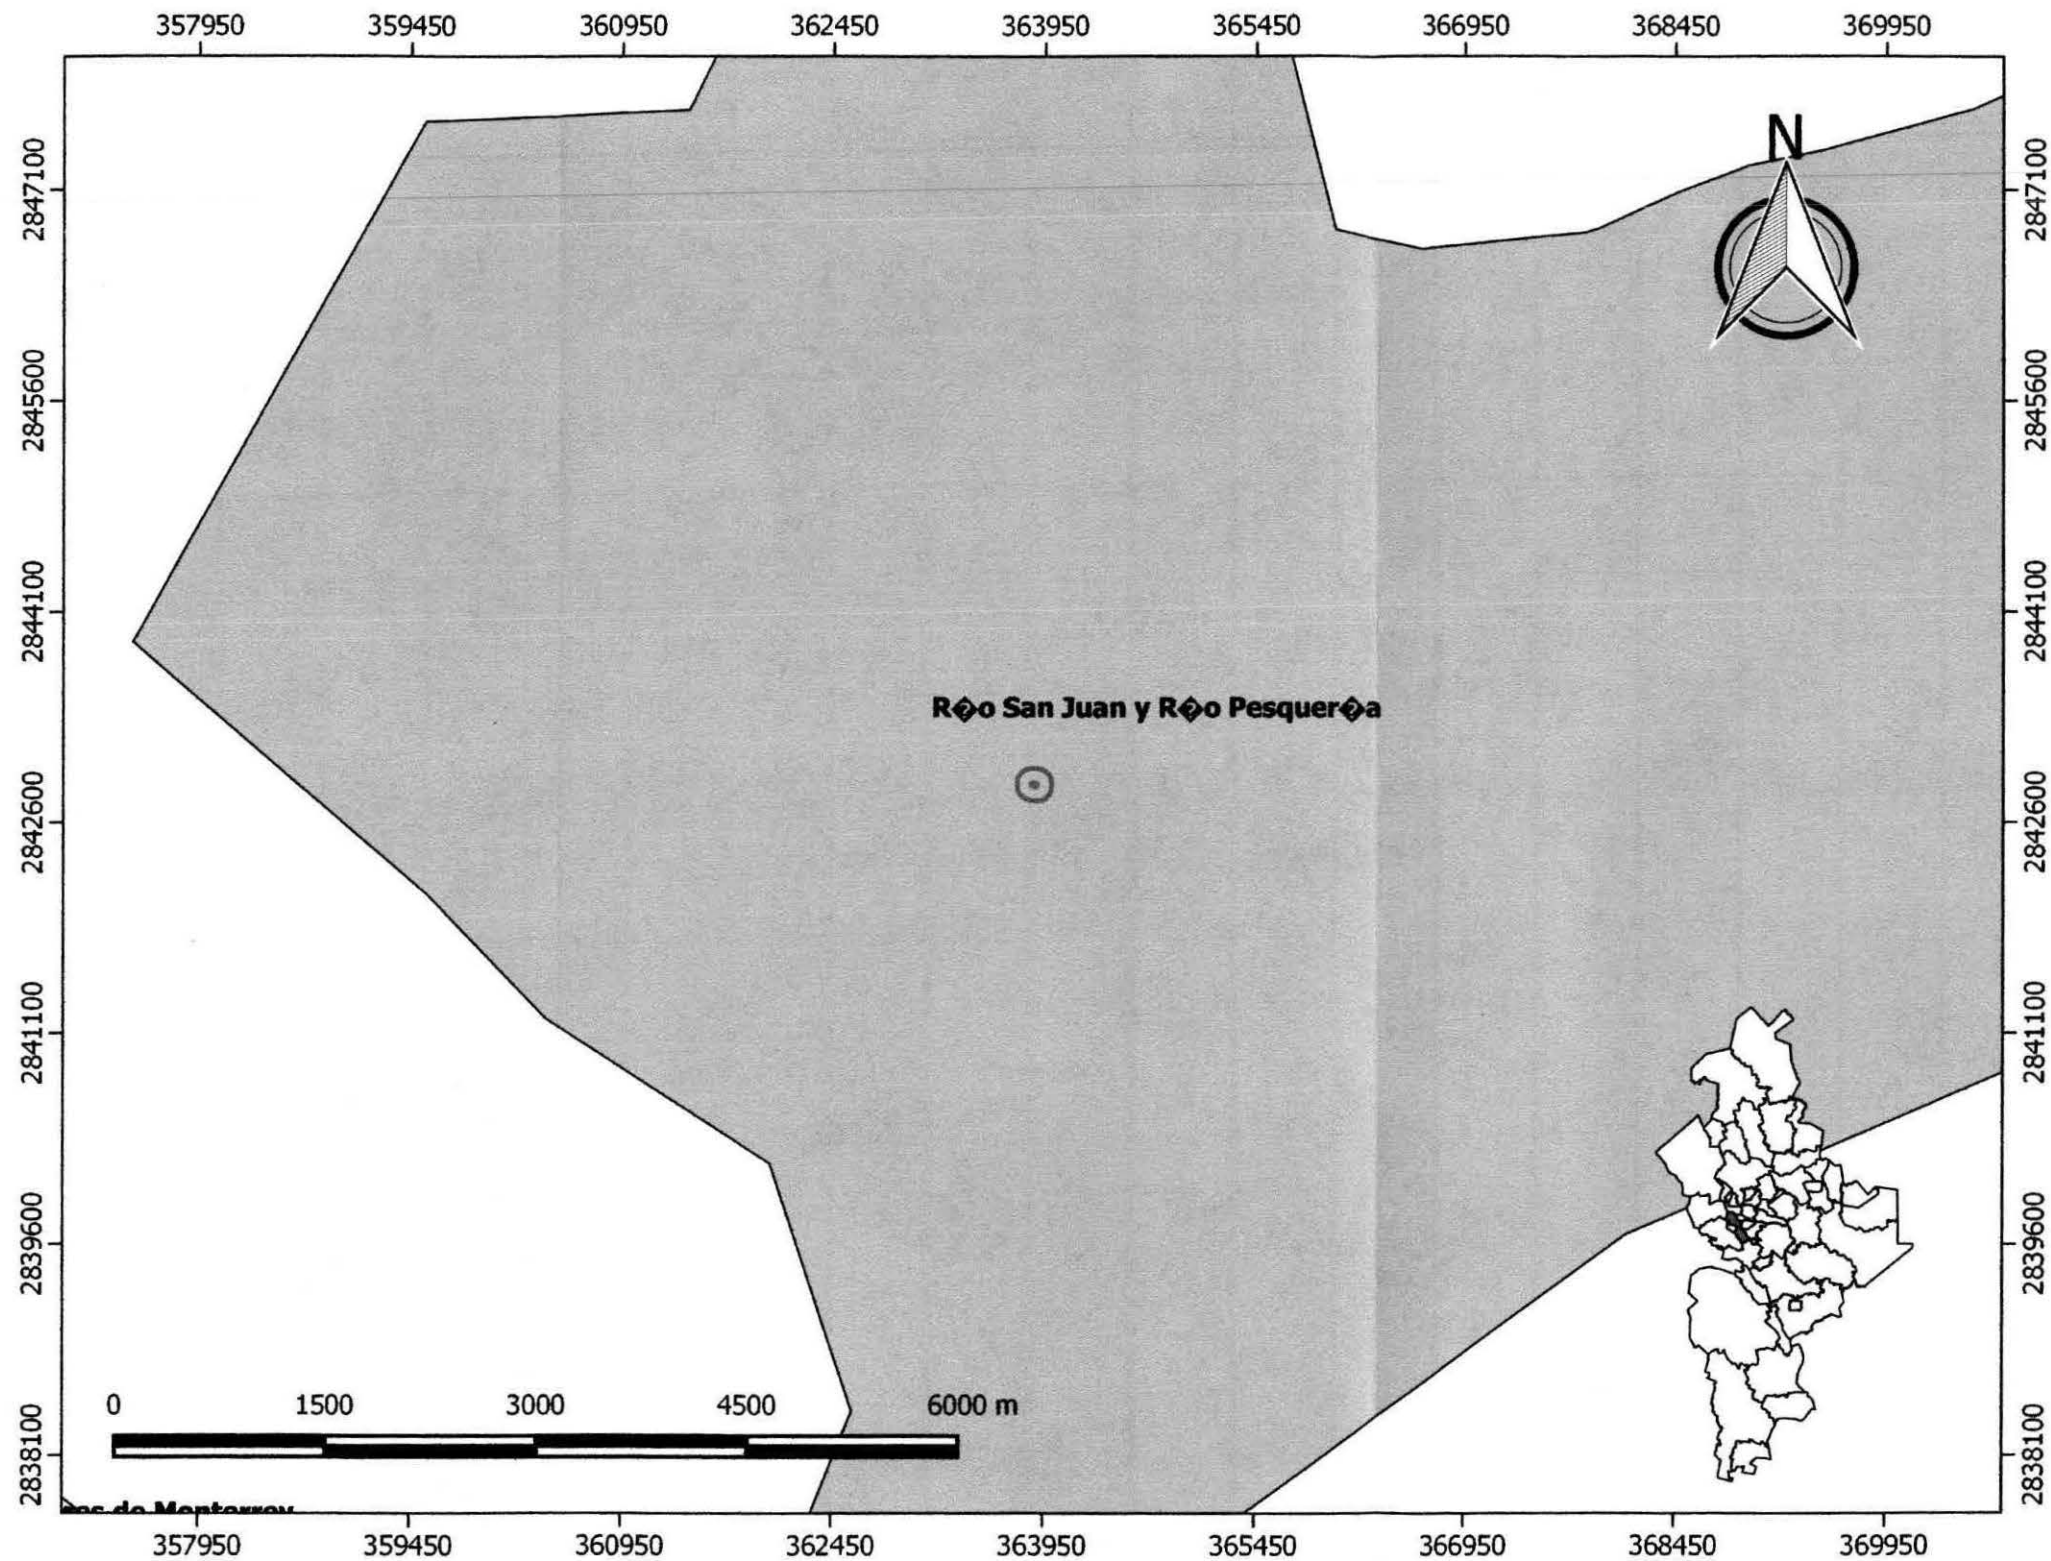 357950 359450 360950 362450 363950 365450 366950 368450 369950
N
2847100 2847100
2845600 2845600
2844100 2844100
R�o San Juan y R�o Pesquer�a
2842600 2842600
2841100 2841100
2839600 2839600
0 1500 3000 4500 6000 m
2838100 2838100
de Monterrey
357950 359450 360950 362450 363950 365450 366950 368450 369950